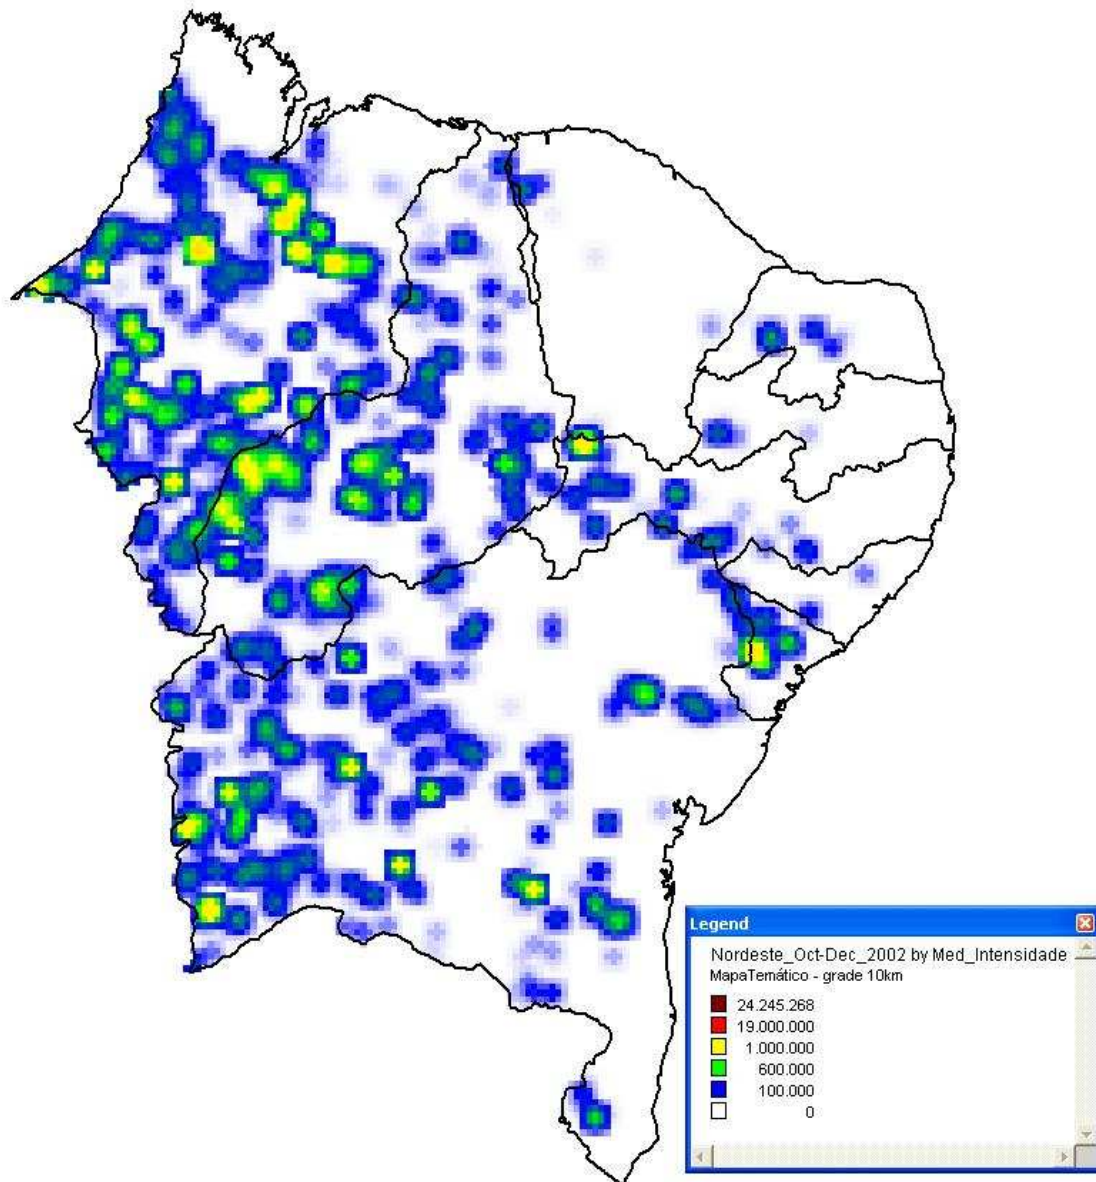 Legend
Nordeste_Oct-Dec_2002 by Med_Intensidade
MapaTemático - grade 10km
24.245.268
19.000.000
1.000.000
600.000
100.000
0